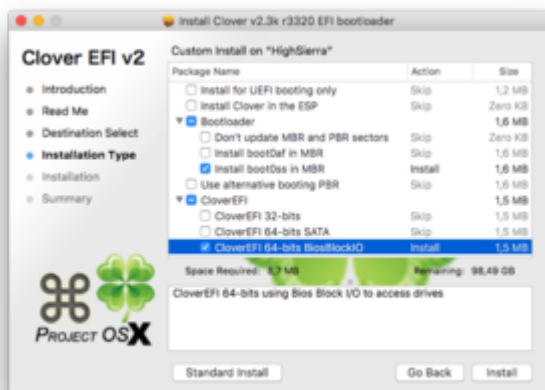 Install Clover v2.3k r3320 EFI bootloader
Clover EFI v2
Introduction
Read Me
Destination Select
Installation Type
Installation
Summary
PROJECT OSX
Custom Install on "HighSierra"
Package Name Action Size
Install for UEFI booting only Skip 1,2 MB
Install Clover in the ESP Skip Zero KB
Bootloader 1,6 MB
Don't update MBR and PBR sectors Skip Zero KB
Install boot0af in MBR Skip 1,6 MB
Install boot0ss in MBR Install 1,6 MB
Use alternative booting PBR Skip 1,6 MB
CloverEFI 1,5 MB
CloverEFI 32-bits Skip 1,5 MB
CloverEFI 64-bits SATA Skip 1,5 MB
CloverEFI 64-bits BiosBlockIO Install 1,5 MB
Space Required: 8,7 MB Remaining: 98,49 GB
CloverEFI 64-bits using Bios Block I/O to access drives
Standard Install Go Back Install